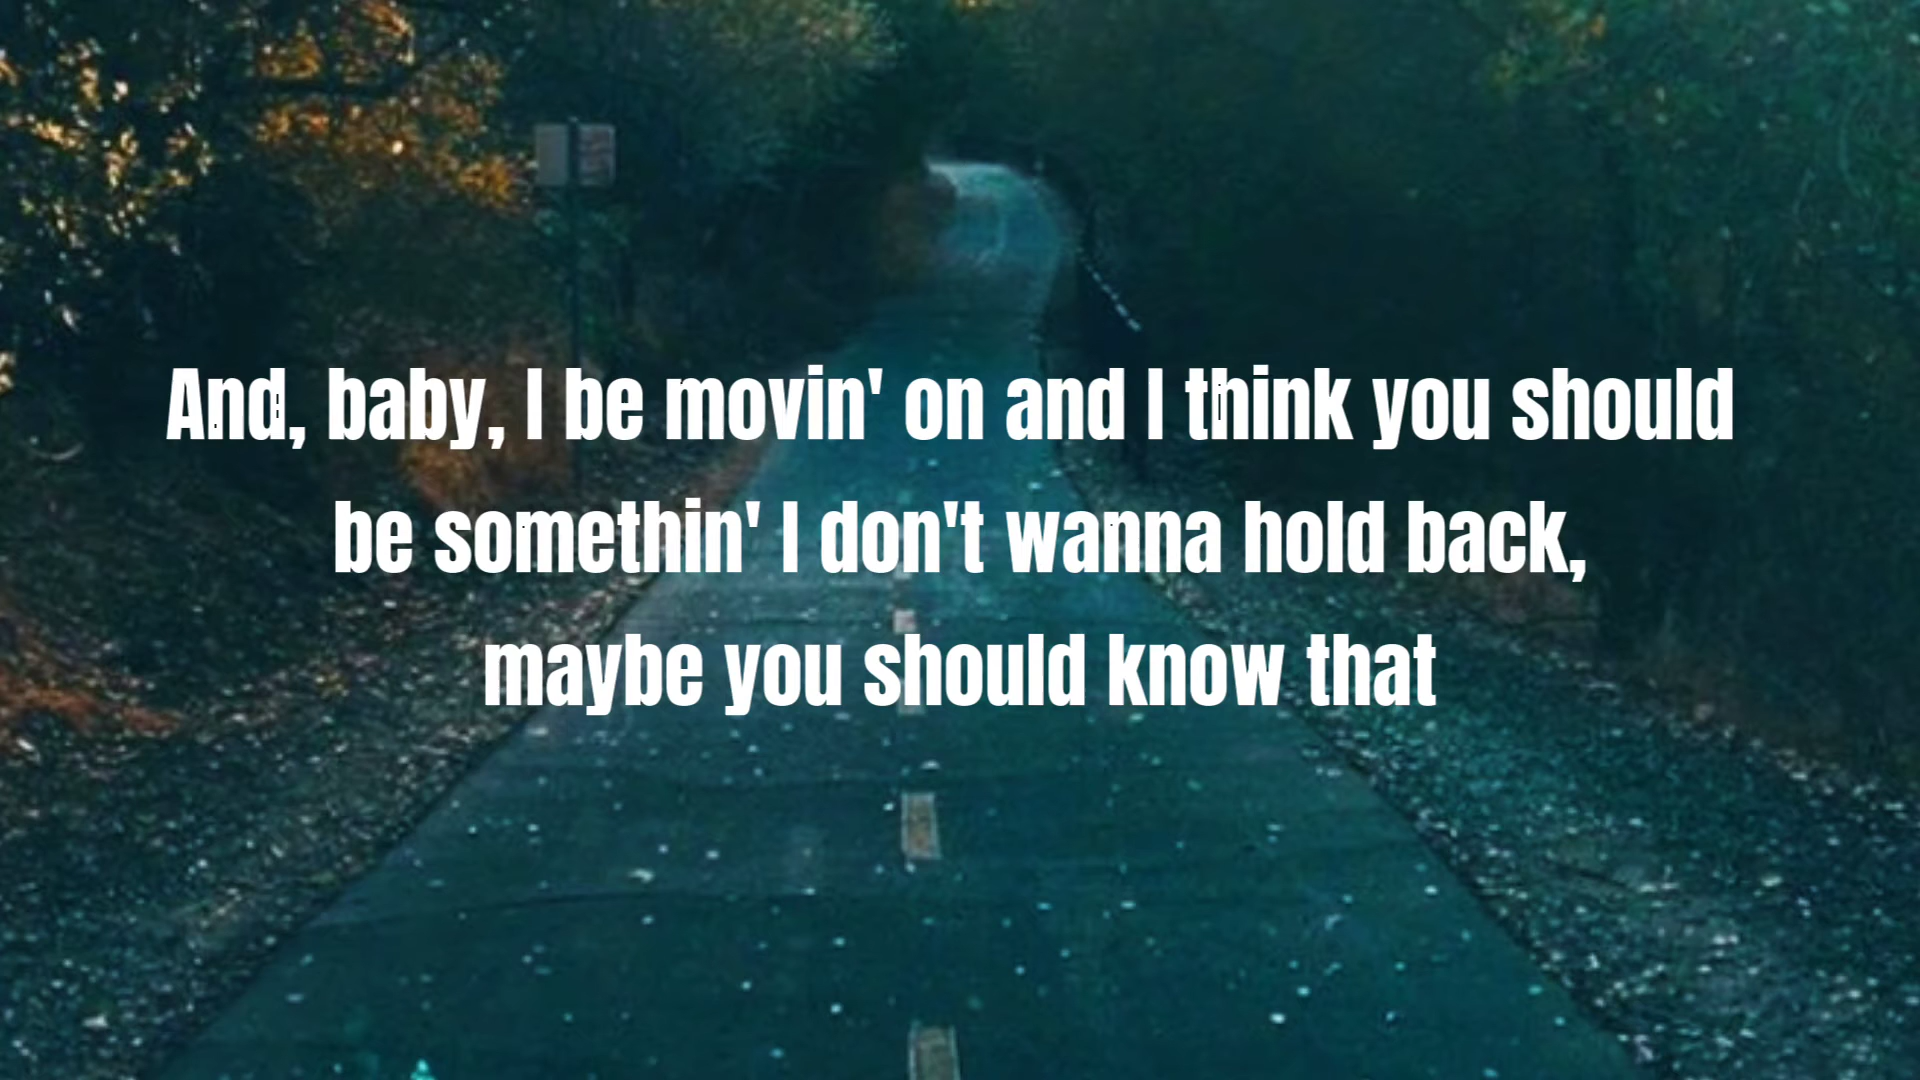 And, baby, I be movin' on and I think you should
be somethin' I don't wanna hold back,
maybe you should know that